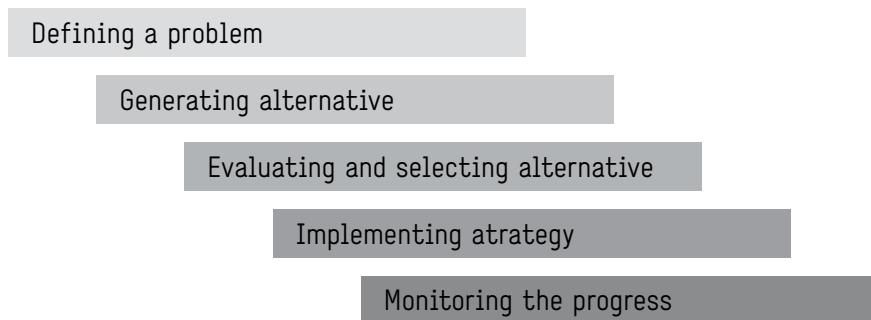 Defining a problem
Generating alternative
Evaluating and selecting alternative
Implementing atrategy
Monitoring the progress